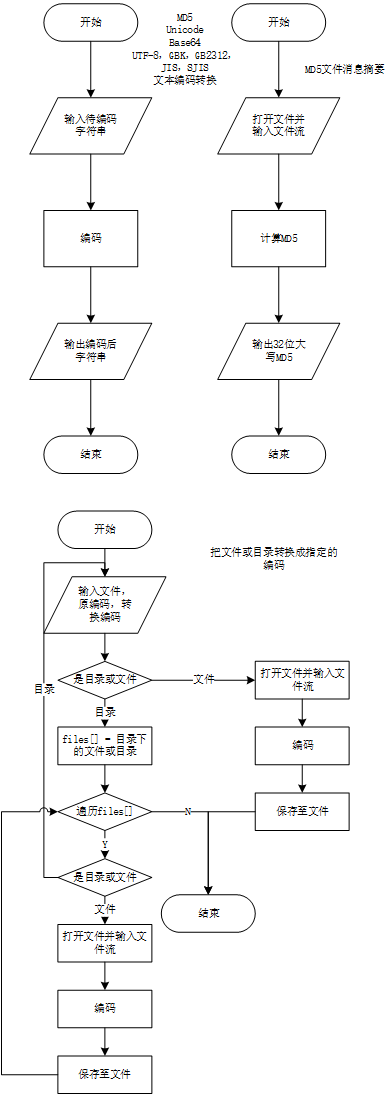 开始
输入待编码
字符串
编码
输出编码后
字符串
结束
MD5
Unicode
Base64
UTF-8, GBK, GB2312,
JIS, SJIS
文本编码转换
开始
MD5文件消息摘要
打开文件并
输入文件流
计算MD5
输出32位大
写MD5
结束
开始
把文件或目录转换成指定的
编码
输入文件,
原编码, 转
换编码
是目录或文件
文件
打开文件并输入文
件流
目录
目录
files[] = 目录下
的文件或目录
编码
遍历files[]
N
保存至文件
Y
是目录或文件
文件
结束
打开文件并输入文
件流
编码
保存至文件